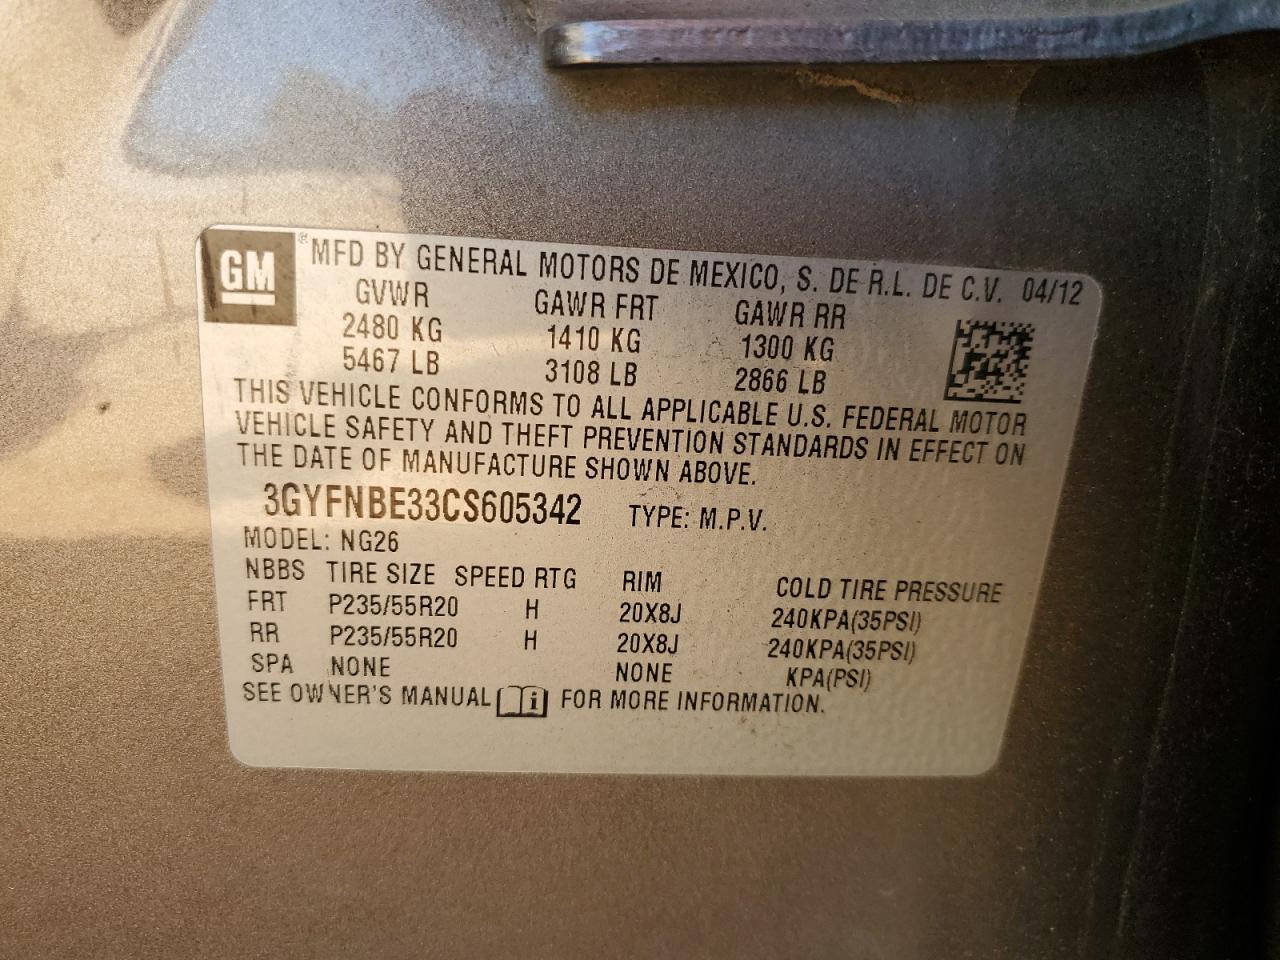 GM ® MFD BY GENERAL MOTORS DE MEXICO, S. DE R.L. DE C.V. 04/12
GVWR GAWR FRT GAWR RR
2480 KG 1410 KG 1300 KG
5467 LB 3108 LB 2866 LB
THIS VEHICLE CONFORMS TO ALL APPLICABLE U.S. FEDERAL MOTOR
VEHICLE SAFETY AND THEFT PREVENTION STANDARDS IN EFFECT ON
THE DATE OF MANUFACTURE SHOWN ABOVE.
3GYFNBE33CS605342 TYPE: M.P.V.
MODEL: NG26
NBBS TIRE SIZE SPEED RTG RIM COLD TIRE PRESSURE
FRT P235/55R20 H 20X8J 240KPA(35PSI)
RR P235/55R20 H 20X8J 240KPA(35PSI)
SPA NONE NONE KPA(PSI)
SEE OWNER'S MANUAL i FOR MORE INFORMATION.